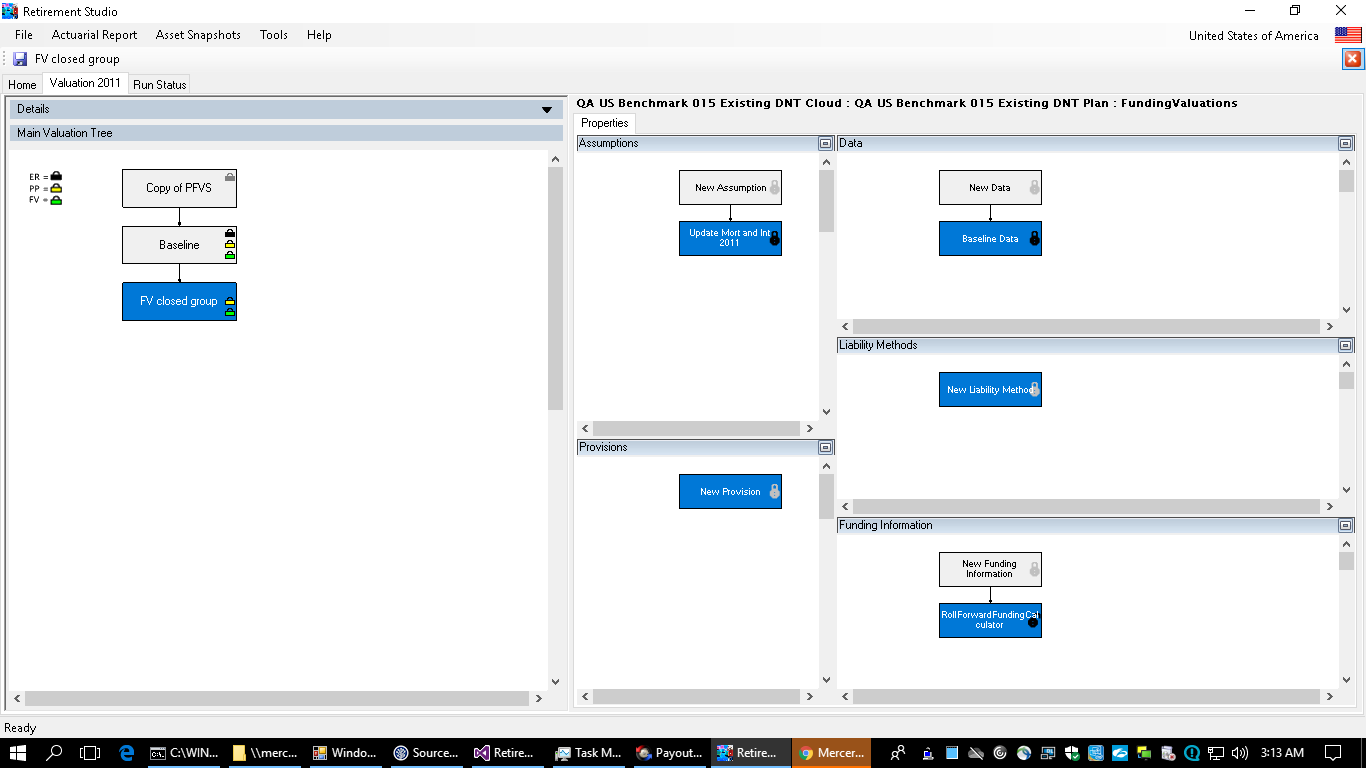 Retirement Studio
File Actuarial Report Asset Snapshots Tools Help
United States of America
FV closed group
Home Valuation 2011 Run Status
Details
Main Valuation Tree
ER =
PP =
FV =
Copy of PFVS
Baseline
FV closed group
QA US Benchmark 015 Existing DNT Cloud : QA US Benchmark 015 Existing DNT Plan : FundingValuations
Properties
Assumptions
New Assumption
Update Mort and Int
2011
Data
New Data
Baseline Data
Liability Methods
New Liability Method
Provisions
New Provision
Funding Information
New Funding
Information
RollForwardFundingCal
culator
Ready
C:\WIN... \\merc... Windo... Source... Retire... Task M... Payout... Retire... Mercer... 3:13 AM